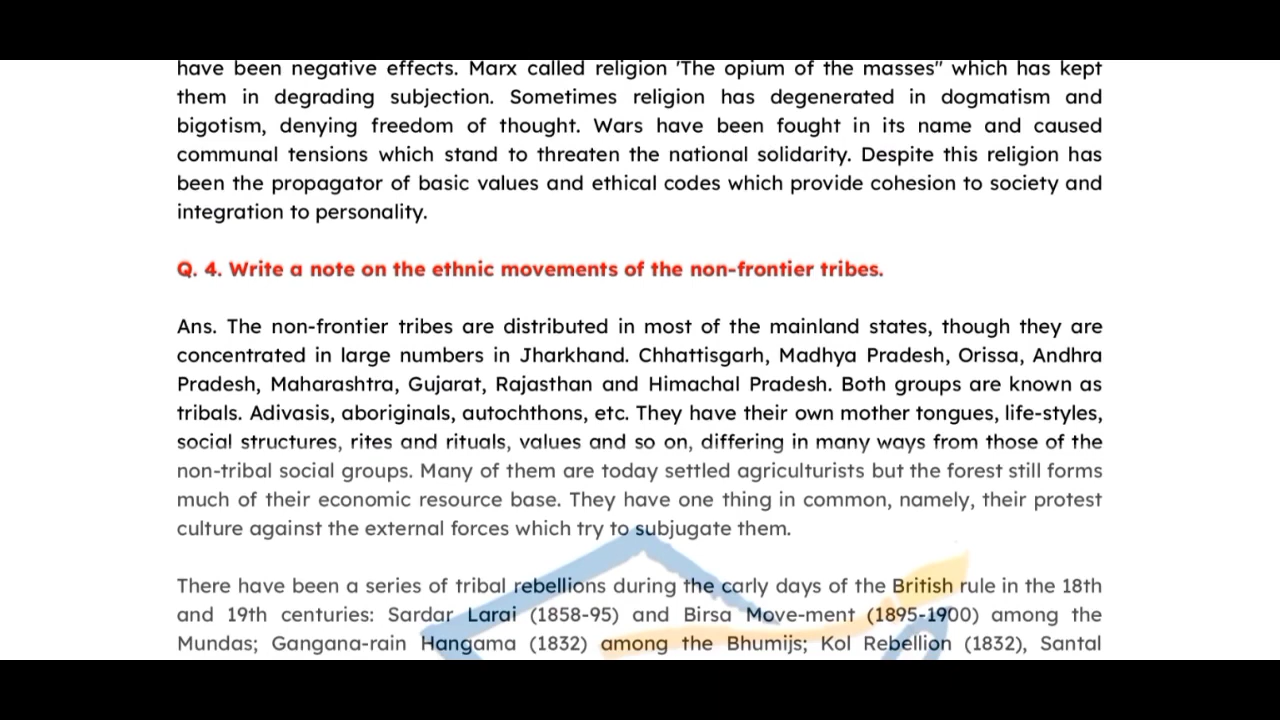 have been negative effects. Marx called religion 'The opium of the masses" which has kept
them in degrading subjection. Sometimes religion has degenerated in dogmatism and
bigotism, denying freedom of thought. Wars have been fought in its name and caused
communal tensions which stand to threaten the national solidarity. Despite this religion has
been the propagator of basic values and ethical codes which provide cohesion to society and
integration to personality.
Q. 4. Write a note on the ethnic movements of the non-frontier tribes.
Ans. The non-frontier tribes are distributed in most of the mainland states, though they are
concentrated in large numbers in Jharkhand. Chhattisgarh, Madhya Pradesh, Orissa, Andhra
Pradesh, Maharashtra, Gujarat, Rajasthan and Himachal Pradesh. Both groups are known as
tribals. Adivasis, aboriginals, autochthons, etc. They have their own mother tongues, life-styles,
social structures, rites and rituals, values and so on, differing in many ways from those of the
non-tribal social groups. Many of them are today settled agriculturists but the forest still forms
much of their economic resource base. They have one thing in common, namely, their protest
culture against the external forces which try to subjugate them.
There have been a series of tribal rebellions during the carly days of the British rule in the 18th
and 19th centuries: Sardar Larai (1858-95) and Birsa Move-ment (1895-1900) among the
Mundas; Gangana-rain Hangama (1832) among the Bhumijs; Kol Rebellion (1832), Santal